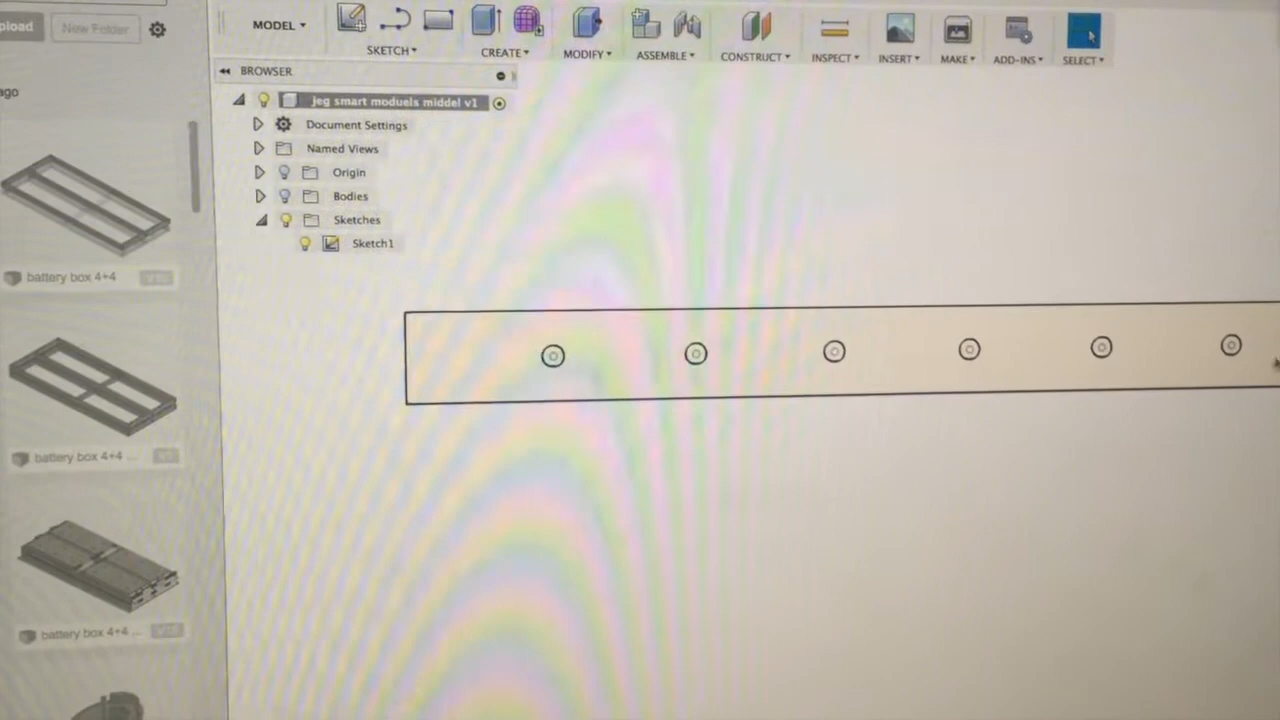 pload New Folder
ago
battery box 4+4
battery box 4+4 ...
battery box 4+4 ...
MODEL
SKETCH
CREATE
MODIFY
ASSEMBLE
CONSTRUCT
INSPECT
INSERT
MAKE
ADD-INS
SELECT
BROWSER
Jeg smart moduels middel v1
Document Settings
Named Views
Origin
Bodies
Sketches
Sketch1